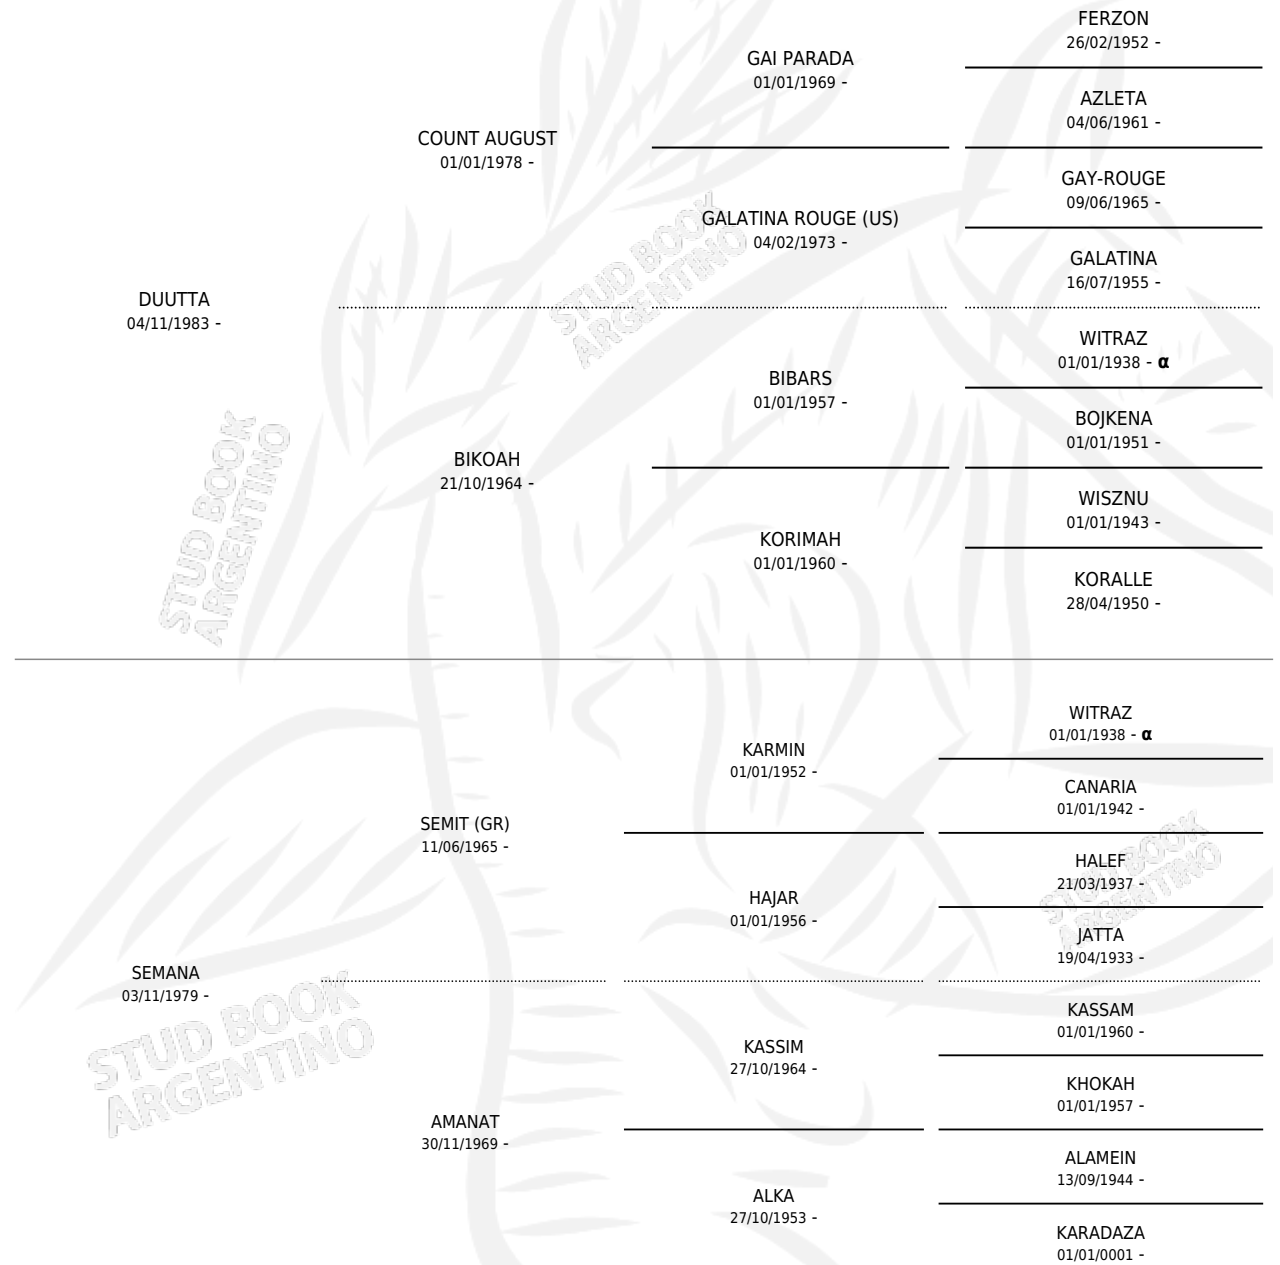 FERZON
26/02/1952 -
GAI PARADA
01/01/1969 -
AZLETA
04/06/1961 -
COUNT AUGUST
01/01/1978 -
GAY-ROUGE
09/06/1965 -
GALATINA ROUGE (US)
04/02/1973 -
GALATINA
16/07/1955 -
DUUTTA
04/11/1983 -
WITRAZ
01/01/1938 - α
BIBARS
01/01/1957 -
BOJKENA
01/01/1951 -
BIKOAH
21/10/1964 -
WISZNU
01/01/1943 -
KORIMAH
01/01/1960 -
KORALLE
28/04/1950 -
STUD BOOK
ARGENTINO
STUD BOOK
ARGENTINO
WITRAZ
01/01/1938 - α
KARMIN
01/01/1952 -
CANARIA
01/01/1942 -
SEMIT (GR)
11/06/1965 -
HALEF
21/03/1937 -
HAJAR
01/01/1956 -
JATTA
19/04/1933 -
SEMANA
03/11/1979 -
KASSAM
01/01/1960 -
KASSIM
27/10/1964 -
KHOKAH
01/01/1957 -
AMANAT
30/11/1969 -
ALAMEIN
13/09/1944 -
ALKA
27/10/1953 -
KARADAZA
01/01/0001 -
STUD BOOK
ARGENTINO
STUD BOOK
ARGENTINO